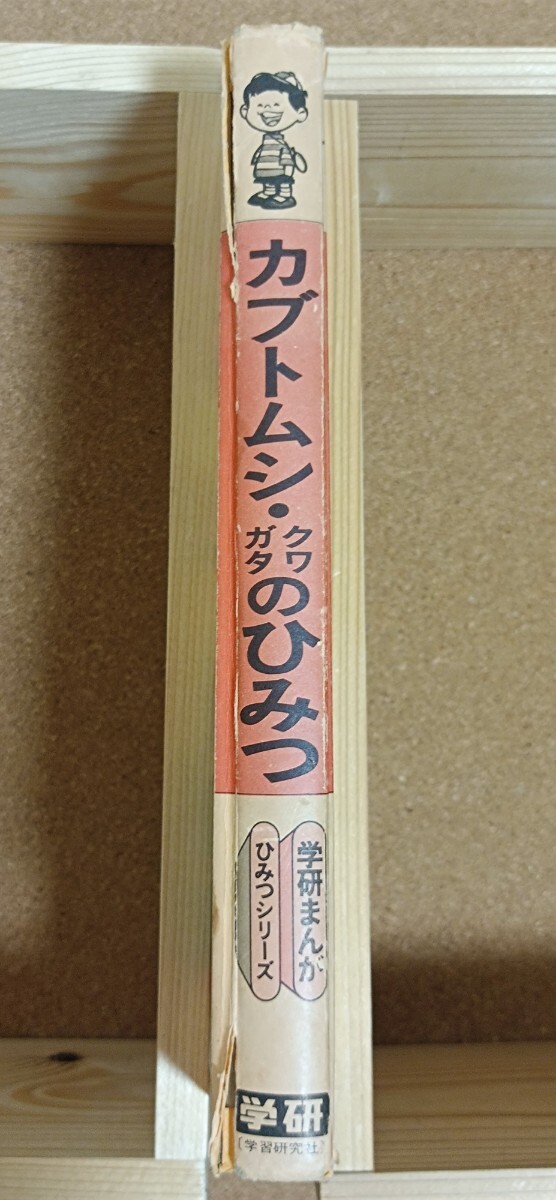 カブトムシ・クワガタのひみつ
学研まんが
ひみつシリーズ
学研
〔学習研究社〕